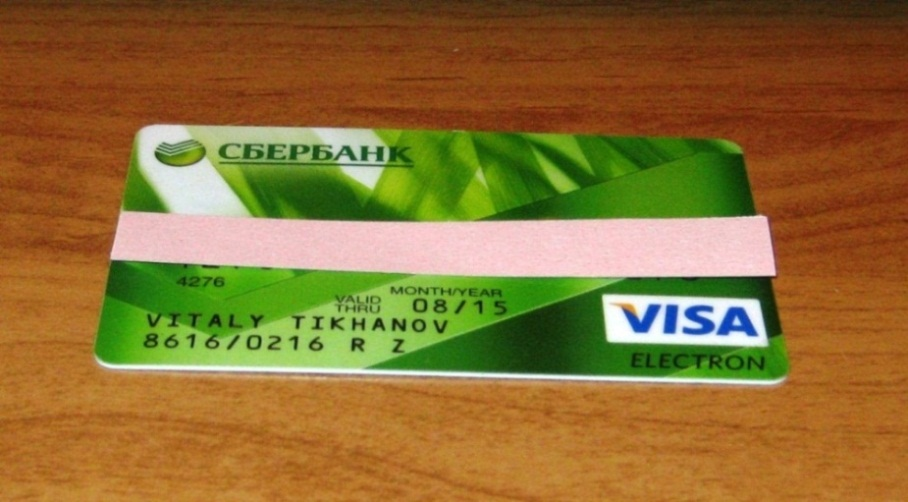 СБЕРБАНК
4276
MONTH/YEAR
VALID THRU 08/15
VITALY TIKHANOV
8616/0216 R Z
VISA
ELECTRON